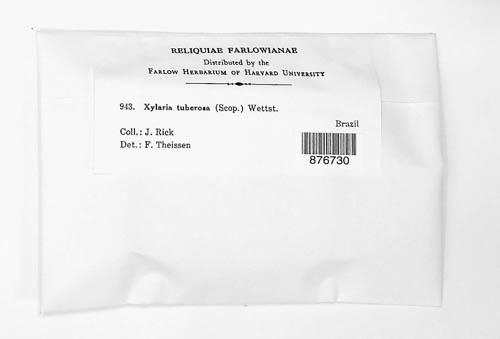 RELIQUIAE FARLOWIANAE
Distributed by the
FARLOW HERBARIUM OF HARVARD UNIVERSITY
943. Xylaria tuberosa (Scop.) Wettst.
Brazil
Coll.: J. Rick
Det.: F. Theissen
876730